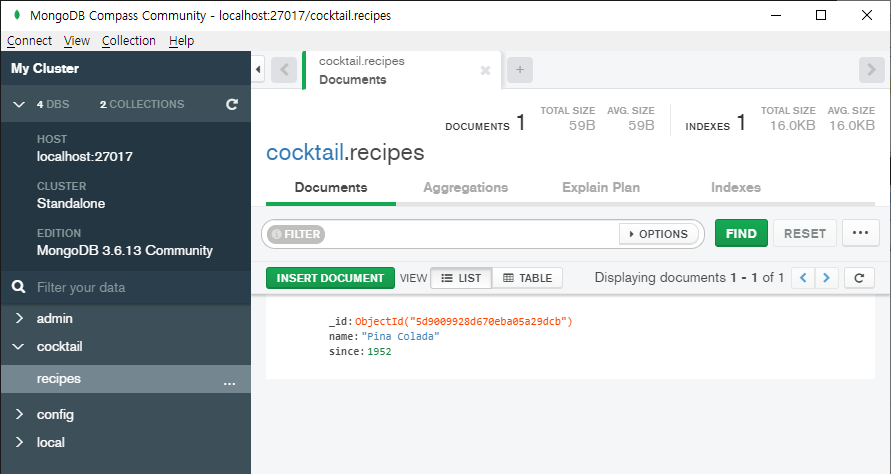 MongoDB Compass Community - localhost:27017/cocktail.recipes
Connect View Collection Help
My Cluster
4 DBS 2 COLLECTIONS
HOST
localhost:27017
CLUSTER
Standalone
EDITION
MongoDB 3.6.13 Community
Filter your data
admin
cocktail
recipes ...
config
local
cocktail.recipes
Documents
cocktail.recipes
DOCUMENTS 1
TOTAL SIZE
59B
AVG. SIZE
59B
INDEXES 1
TOTAL SIZE
16.0KB
AVG. SIZE
16.0KB
Documents Aggregations Explain Plan Indexes
FILTER OPTIONS FIND RESET ...
INSERT DOCUMENT VIEW LIST TABLE Displaying documents 1 - 1 of 1
_id: ObjectId("5d9009928d670eba05a29dcb")
name: "Pina Colada"
since: 1952